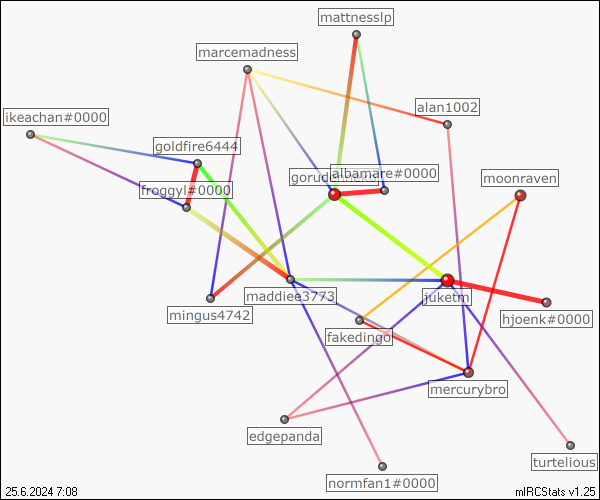 mattnesslp
marcemadness
alan1002
ikeachan#0000
goldfire6444
albamare#0000
moonraven
froggyl#0000
maddiee3773
juketm
mingus4742
hjoenk#0000
fakedingo
mercurybro
edgepanda
turtelious
normfan1#0000
25.6.2024 7:08
mIRCStats v1.25